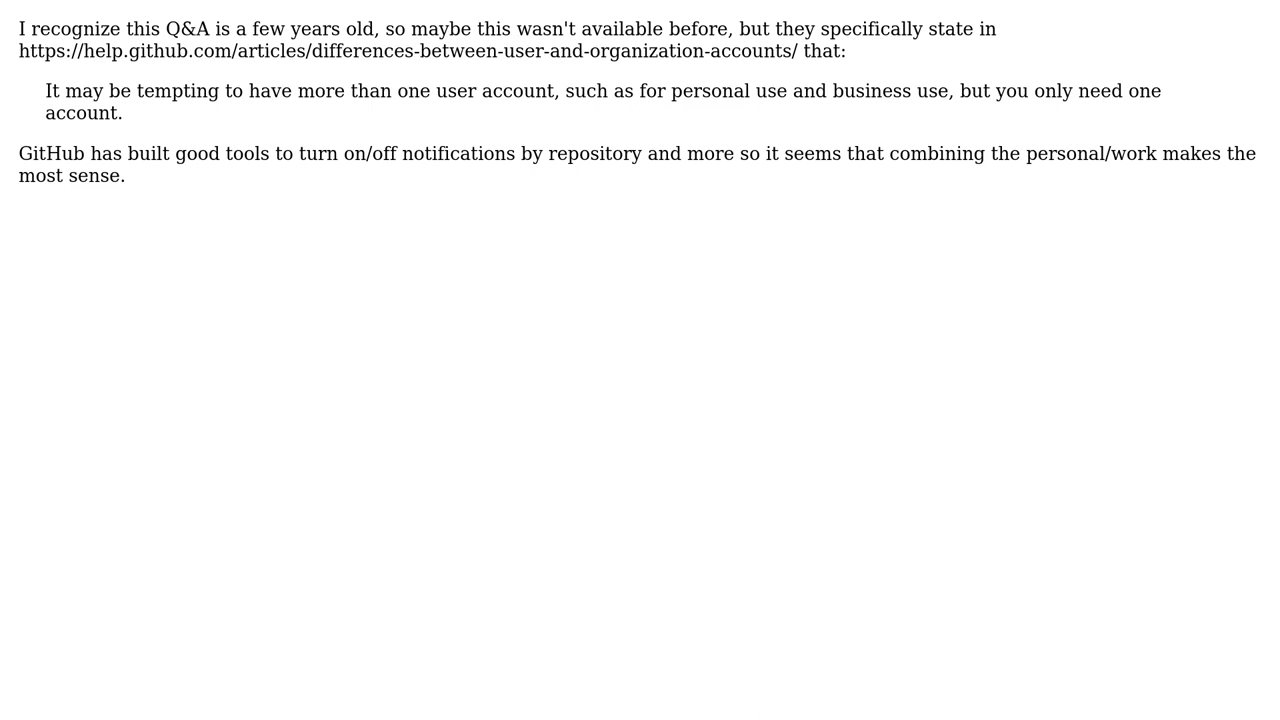 I recognize this Q&A is a few years old, so maybe this wasn't available before, but they specifically state in
https://help.github.com/articles/differences-between-user-and-organization-accounts/ that:
It may be tempting to have more than one user account, such as for personal use and business use, but you only need one
account.
GitHub has built good tools to turn on/off notifications by repository and more so it seems that combining the personal/work makes the
most sense.